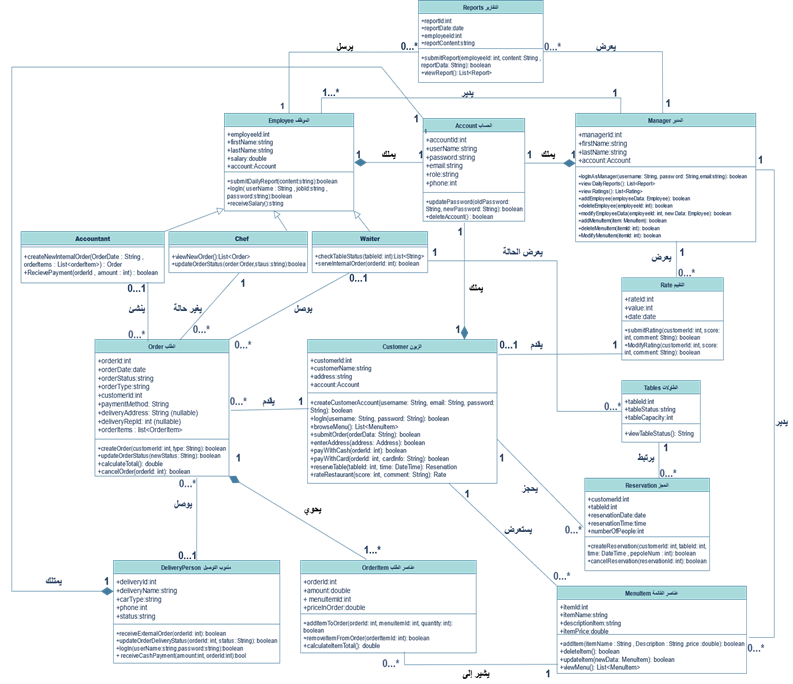 Reports التقارير
+reportId:int
+reportDate:date
+employeeId:int
+reportContent:string
+submitReport(employeeId: int, content: String ,
reportData: String): boolean
+viewReport(): List<Report>
يرسل
0...*
0...*
يعرض
1
1...*
يدير
1
1
1
Employee الموظف
+employeeId:int
+firstName:string
+lastName:string
+salary:double
+account:Account
+submitDailyReport(content:string):boolean
+login( userName : String , jobId:string ,
password:string):boolean
+receiveSalary():string
1
يملك
1
Account الحساب
+accountId:int
+userName:string
+password:string
+email:string
+role:string
+phone:int
+updatePassword(oldPassword:
String, newPassword: String): boolean
+deleteAccount(): boolean
1
يملك
1
Manager المدير
+managerId:int
+firstName:string
+lastName:string
+account:Account
+loginAsManager(username: String, password: String,email:string): boolean
+view DailyReports(): List<Report>
+view Ratings(): List<Rating>
+addEmployee(employeeData: Employee): boolean
+deleteEmployee(employeeId: int): boolean
+modifyEmployeeData(employeeId: int, new Data: Employee): boolean
+addMenuItem(item: MenuItem): boolean
+deleteMenuItem(itemId: int): boolean
+ModifyMenuItem(): boolean
1
Accountant
+createNewInternalOrder(OrderDate : String ,
orderItems : List<orderItem>) : Order
+RecievePayment(orderId , amount : int) : boolean
Chef
+viewNewOrder():List<Order>
+updateOrderStatus(order:Order,staus:string):boolean
Waiter
+checkTableStatus(tableId: int):List<String>
+serveInternalOrder(orderId: int): boolean
1
يعرض الحالة
1
يعرض
0...*
0...1
ينشئ
0...*
1
يغير حالة
0...*
0...1
يوصل
0...*
1
يملك
1
Rate التقييم
+rateId:int
+value:int
+date:date
+submitRating(customerId: int, score:
int, comment: String): boolean
+ModifyRating(customerId: int, score:
int, comment: String): boolean
0...1
يقدم
1
Order الطلب
+orderId:int
+orderDate:date
+orderStatus:string
+orderType:string
+customerId:int
+paymentMethod: String
+deliveryAddress: String (nullable)
+deliveryRepId: int (nullable)
+orderItems : list<OrderItem>
+createOrder(customerId: int, type: String): boolean
+updateOrderStatus(newStatus: String): boolean
+calculateTotal(): double
+cancelOrder(orderId: int): boolean
0...*
يقدم
1
Customer الزبون
+customerId:int
+customerName:string
+address:string
+account:Account
+createCustomerAccount(username: String, email: String, password:
String): boolean
+logIn(username: String, password: String): boolean
+browseMenu(): List<MenuItem>
+submitOrder(orderData: String): boolean
+enterAddress(address: Address): boolean
+payWithCash(orderId: int): boolean
+payWithCard(orderId: int, cardInfo: String): boolean
+reserveTable(tableId: int, time: DateTime): Reservation
+rateRestaurant(score: int, comment: String): Rate
Tables الطاولات
+tableId:int
+tableStatus:string
+tableCapacity:int
+viewTableStatus(): String
0...*
1
يرتبط
0...*
يدير
1
يحجز
0...*
Reservation الحجز
+customerId:int
+tableId:int
+reservationDate:date
+reservationTime:time
+numberOfPeople:int
+createReservation(customerId: int, tableId: int,
time: DateTime , pepoleNum : int): boolean
+cancelReservation(reservationId: int): boolean
0...*
يوصل
0...1
1
يحوي
1...*
1
يستعرض
0...*
DeliveryPerson مندوب التوصيل
+deliveryId:int
+deliveryName:string
+carType:string
+phone:int
+status:string
+receiveExternalOrder(orderId: int): boolean
+updateOrderDeliveryStatus(orderId: int, status: String): boolean
+login(userName:string,password:string):boolean
+ receiveCashPayment(amount:int, orderId:int):bool
يمتلك
1
OrderItem عناصر الطلب
+orderId:int
+amount:double
+ menuItemId:int
+priceInOrder:double
+addItemToOrder(orderId: int, menuItemId: int, quantity: int):
boolean
+removeItemFromOrder(orderItemId: int): boolean
+calculateItemTotal(): double
MenuItem عناصر القائمة
+itemId:int
+itemName:string
+descriptionItem:string
+itemPrice:double
+addItem(itemName : String , Description : String ,price :double): boolean
+deleteItem(): boolean
+updateItem(newData: MenuItem): boolean
+viewMenu(): List<MenuItem>
0...*
0...*
يشير إلى
1